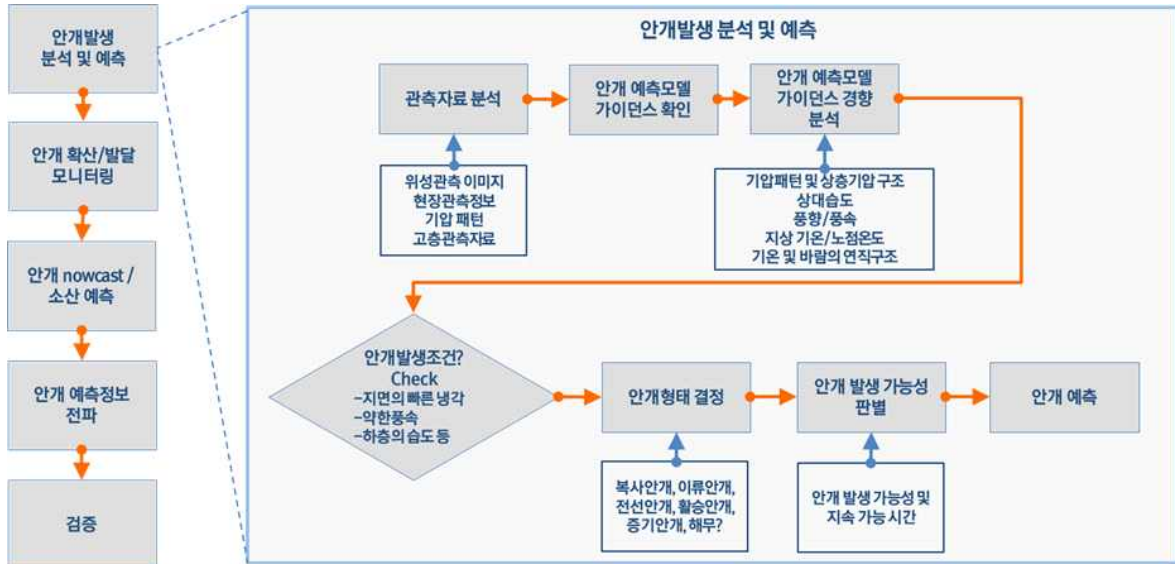 안개발생
분석 및 예측
안개 확산/발달
모니터링
안개 nowcast /
소산 예측
안개 예측정보
전파
검증
안개발생 분석 및 예측
관측자료 분석
안개 예측모델
가이던스 확인
안개 예측모델
가이던스 경향
분석
위성관측 이미지
현장관측정보
기압 패턴
고층관측자료
기압패턴 및 상층기압 구조
상대습도
풍향/풍속
지상 기온/노점온도
기온 및 바람의 연직구조
안개발생조건?
Check
-지면의 빠른 냉각
-약한풍속
-하층의 습도 등
안개형태 결정
안개 발생 가능성
판별
안개 예측
복사안개, 이류안개,
전선안개, 활승안개,
증기안개, 해무?
안개 발생 가능성 및
지속 가능 시간